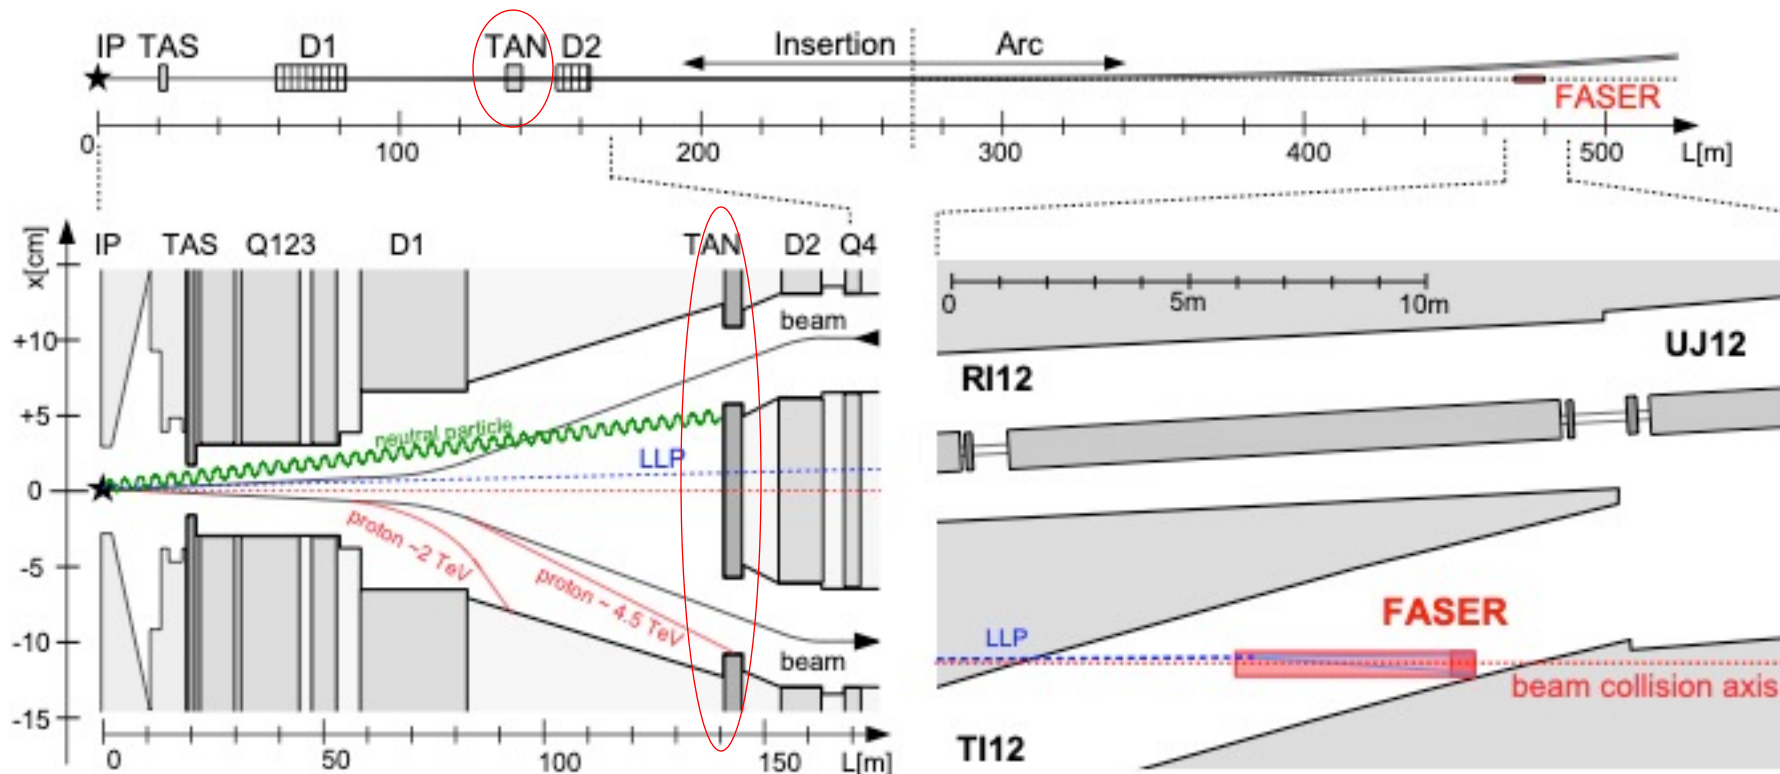 IP TAS D1 TAN D2 Insertion Arc
FASER
0 100 200 300 400 500 L[m]
x[cm]
IP TAS Q123 D1 TAN D2 Q4
+10
+5
0
-5
-10
-15
beam
neutral particle
LLP
proton ~2 TeV
proton ~ 4.5 TeV
beam
0 50 100 150 L[m]
0 5m 10m
RI12
UJ12
FASER
LLP
beam collision axis
TI12